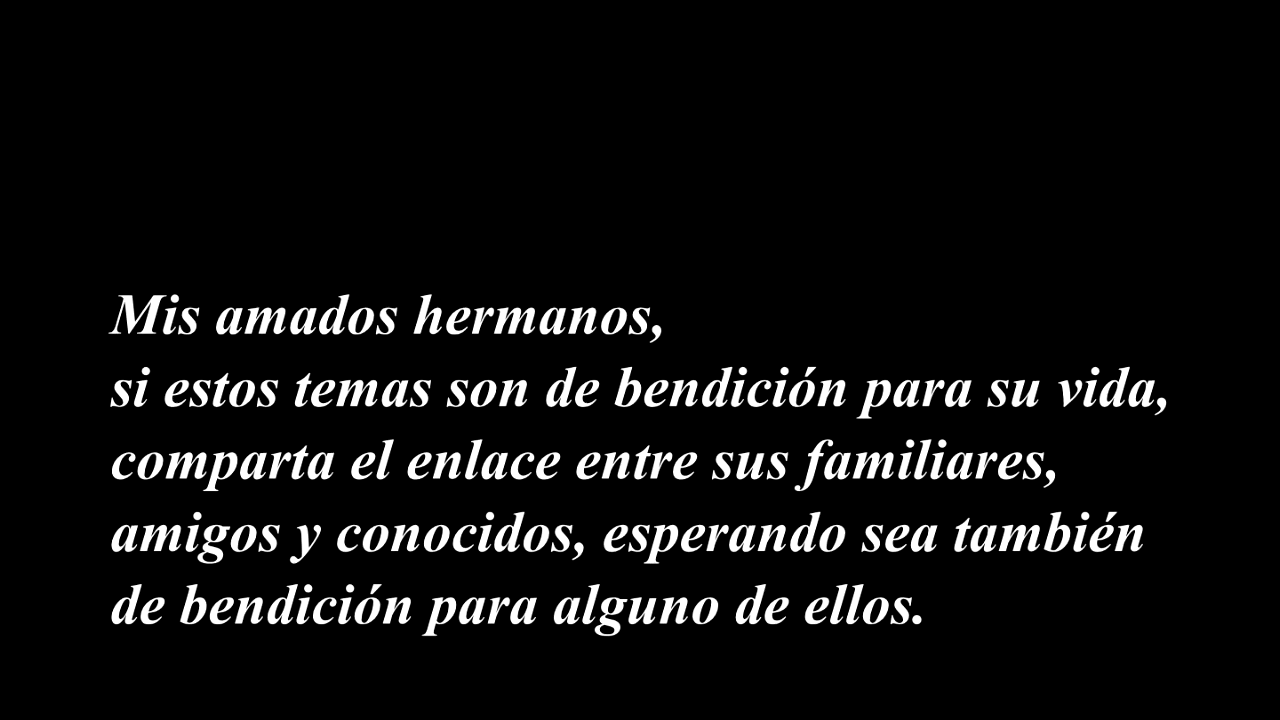 Mis amados hermanos,
si estos temas son de bendición para su vida,
comparta el enlace entre sus familiares,
amigos y conocidos, esperando sea también
de bendición para alguno de ellos.